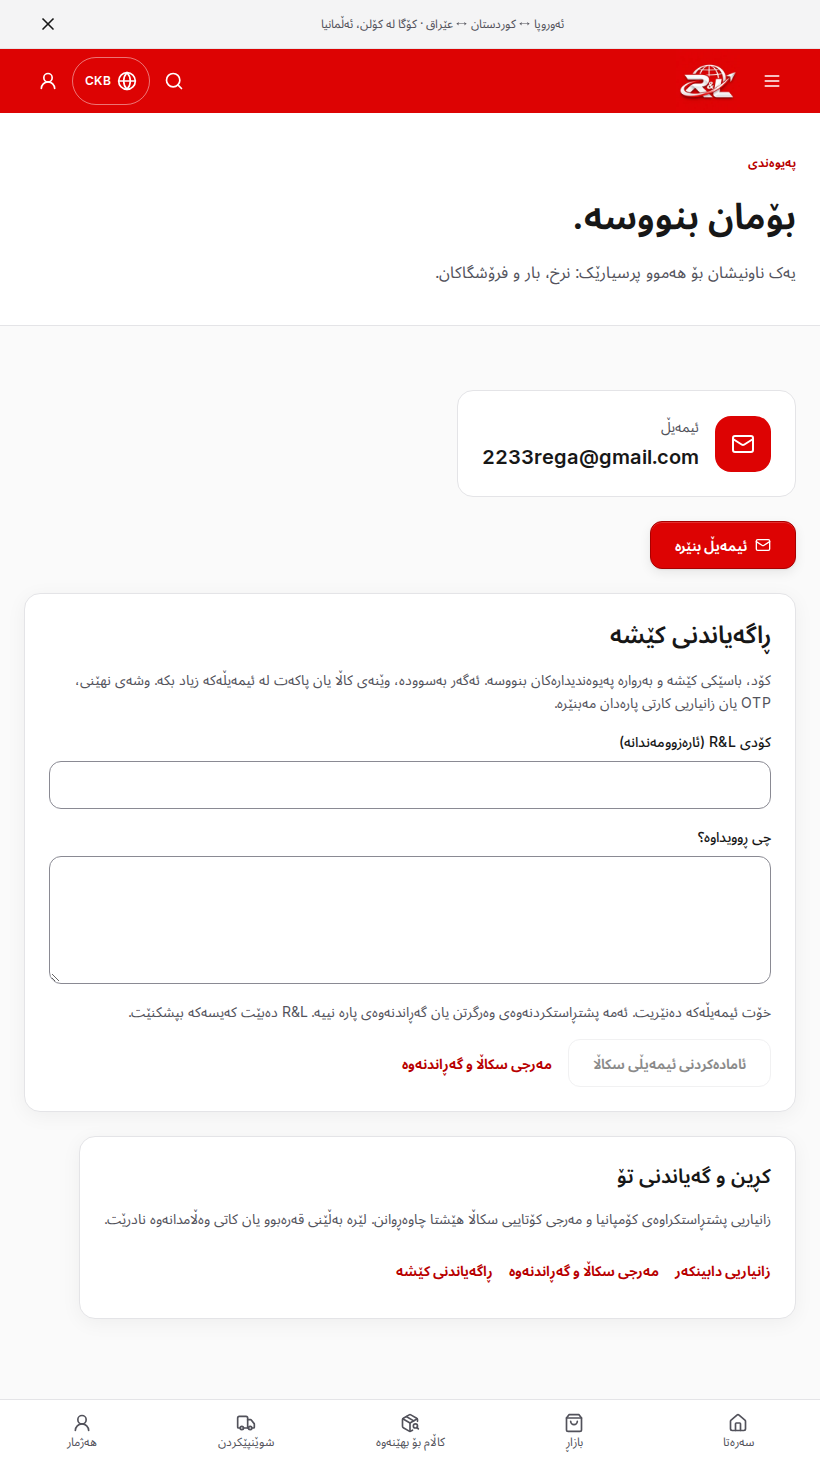 ئەوروپا ↔ کوردستان ↔ عێراق · کۆگا لە کۆلن، ئەڵمانیا
R&L
CKB
پەیوەندی
بۆمان بنووسە.
یەک ناونیشان بۆ هەموو پرسیارێک: نرخ، بار و فرۆشگاکان.
ئیمەیڵ
2233rega@gmail.com
ئیمەیڵ بنێرە
ڕاگەیاندنی کێشە
کۆد، باسێکی کێشە و بەروارە پەیوەندیدارەکان بنووسە. ئەگەر بەسوودە، وێنەی کاڵا یان پاکەت لە ئیمەیڵەکە زیاد بکە. وشەی نهێنی،
OTP یان زانیاریی کارتی پارەدان مەبنێرە.
کۆدی R&L (ئارەزوومەندانە)
چی ڕوویداوە؟
خۆت ئیمەیڵەکە دەنێریت. ئەمە پشتڕاستکردنەوەی وەرگرتن یان گەڕاندنەوەی پارە نییە. R&L دەبێت کەیسەکە بپشکنێت.
ئامادەکردنی ئیمەیڵی سکاڵا
مەرجی سکاڵا و گەڕاندنەوە
کڕین و گەیاندنی تۆ
زانیاریی پشتڕاستکراوەی کۆمپانیا و مەرجی کۆتاییی سکاڵا هێشتا چاوەڕوانن. لێرە بەڵێنی قەرەبوو یان کاتی وەڵامدانەوە نادرێت.
زانیاریی دابینکەر مەرجی سکاڵا و گەڕاندنەوە ڕاگەیاندنی کێشە
سەرەتا
بازاڕ
کاڵام بۆ بهێنەوە
شوێنپێکردن
هەژمار